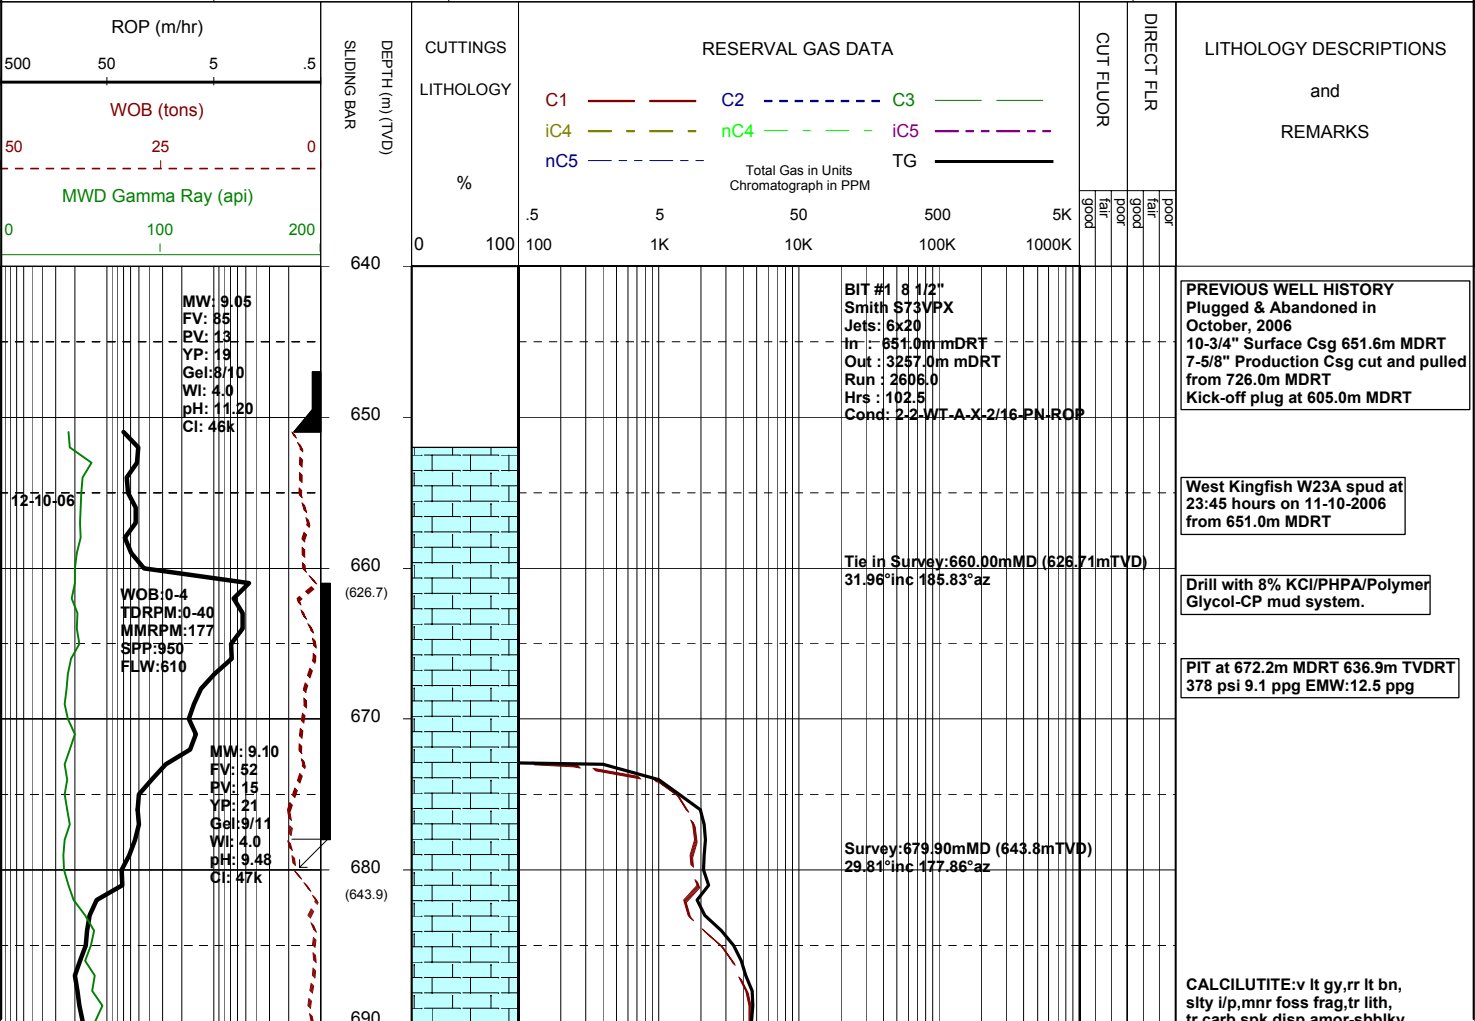 ROP (m/hr)
500 50 5 .5
WOB (tons)
50 25 0
MWD Gamma Ray (api)
0 100 200
SLIDING BAR
DEPTH (m) (TVD)
CUTTINGS
LITHOLOGY
%
0 100
RESERVAL GAS DATA
C1 C2 C3
iC4 nC4 iC5
nC5 TG
Total Gas in Units
Chromatograph in PPM
.5 5 50 500 5K
100 1K 10K 100K 1000K
CUT FLUOR
good fair poor
DIRECT FLR
good fair poor
LITHOLOGY DESCRIPTIONS
and
REMARKS
640
650
660
(626.7)
670
680
(643.9)
690
MW: 9.05
FV: 85
PV: 13
YP: 19
Gel:8/10
Wl: 4.0
pH: 11.20
Cl: 46k
12-10-06
WOB:0-4
TDRPM:0-40
MMRPM:177
SPP:950
FLW:610
MW: 9.10
FV: 52
PV: 15
YP: 21
Gel:9/11
Wl: 4.0
pH: 9.48
Cl: 47k
BIT #1 8 1/2"
Smith S73VPX
Jets: 6x20
In : 651.0m mDRT
Out : 3257.0m mDRT
Run : 2606.0
Hrs : 102.5
Cond: 2-2-WT-A-X-2/16-PN-ROP
Tie in Survey:660.00mMD (626.71mTVD)
31.96°inc 185.83°az
Survey:679.90mMD (643.8mTVD)
29.81°inc 177.86°az
PREVIOUS WELL HISTORY
Plugged & Abandoned in
October, 2006
10-3/4" Surface Csg 651.6m MDRT
7-5/8" Production Csg cut and pulled
from 726.0m MDRT
Kick-off plug at 605.0m MDRT
West Kingfish W23A spud at
23:45 hours on 11-10-2006
from 651.0m MDRT
Drill with 8% KCl/PHPA/Polymer
Glycol-CP mud system.
PIT at 672.2m MDRT 636.9m TVDRT
378 psi 9.1 ppg EMW:12.5 ppg
CALCILUTITE:v lt gy,rr lt bn,
slty i/p,mnr foss frag,tr lith,
tr carb spk,disp,amor-sbblky